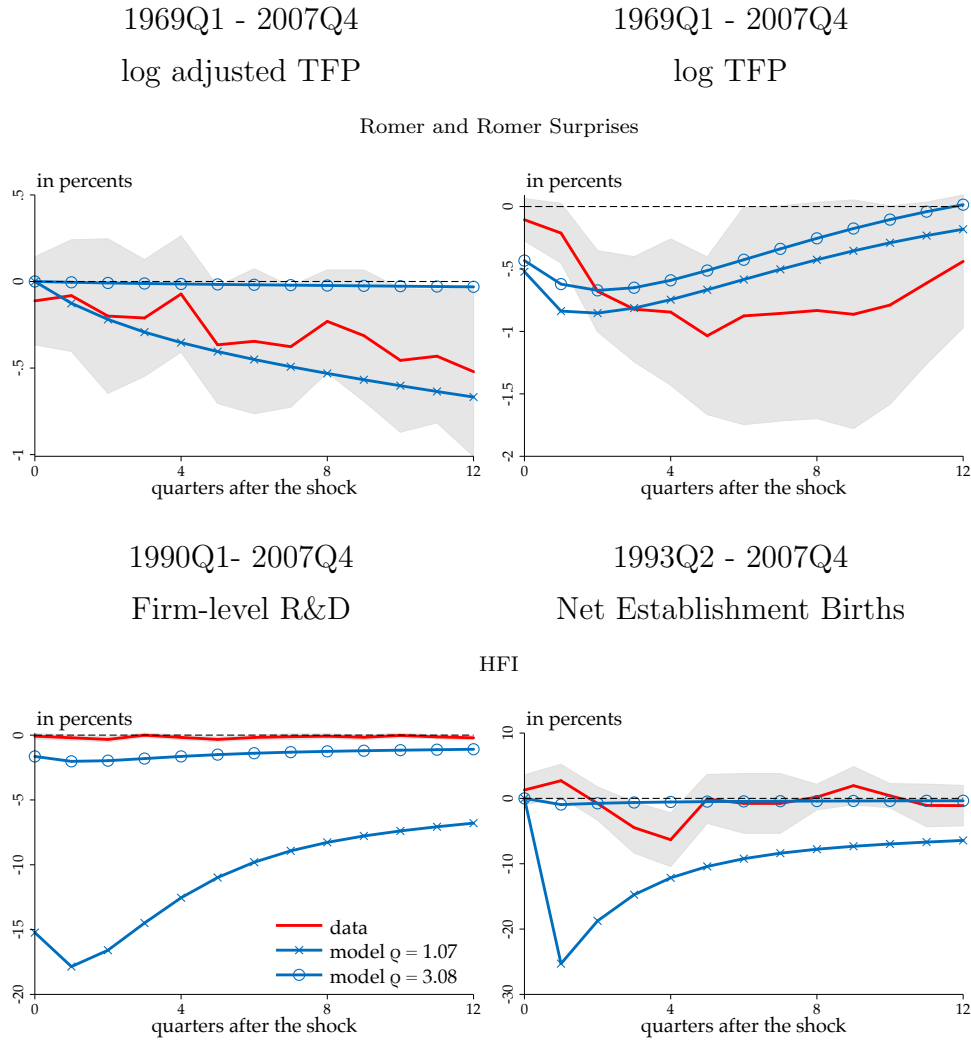 1969Q1 - 2007Q4
log adjusted TFP
1969Q1 - 2007Q4
log TFP
Romer and Romer Surprises
in percents
.5
0
-.5
-1
0
4
8
12
quarters after the shock
in percents
0
-.5
-1
-1.5
-2
0
4
8
12
quarters after the shock
1990Q1- 2007Q4
Firm-level R&D
1993Q2 - 2007Q4
Net Establishment Births
HFI
in percents
0
-5
-10
-15
-20
data
model ϱ = 1.07
model ϱ = 3.08
0
4
8
12
quarters after the shock
in percents
10
0
-10
-20
-30
0
4
8
12
quarters after the shock